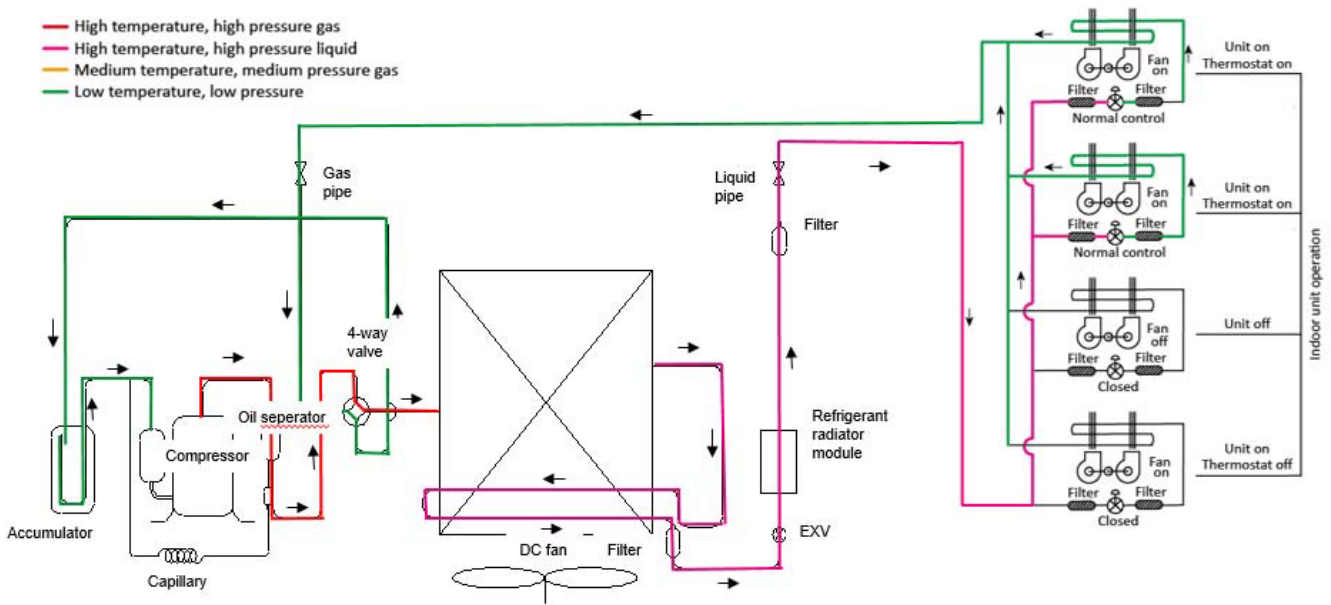 High temperature, high pressure gas
High temperature, high pressure liquid
Medium temperature, medium pressure gas
Low temperature, low pressure
Fan
on
Unit on
Thermostat on
Filter
Filter
Normal control
Gas
pipe
Liquid
pipe
Fan
on
Unit on
Thermostat on
Filter
Filter
Normal control
Filter
4-way
valve
Fan
off
Unit off
Filter
Filter
Closed
Indoor unit operation
Oil seperator
Compressor
Refrigerant
radiator
module
Fan
on
Unit on
Thermostat off
Filter
Filter
Closed
Accumulator
EXV
DC fan
Filter
Capillary